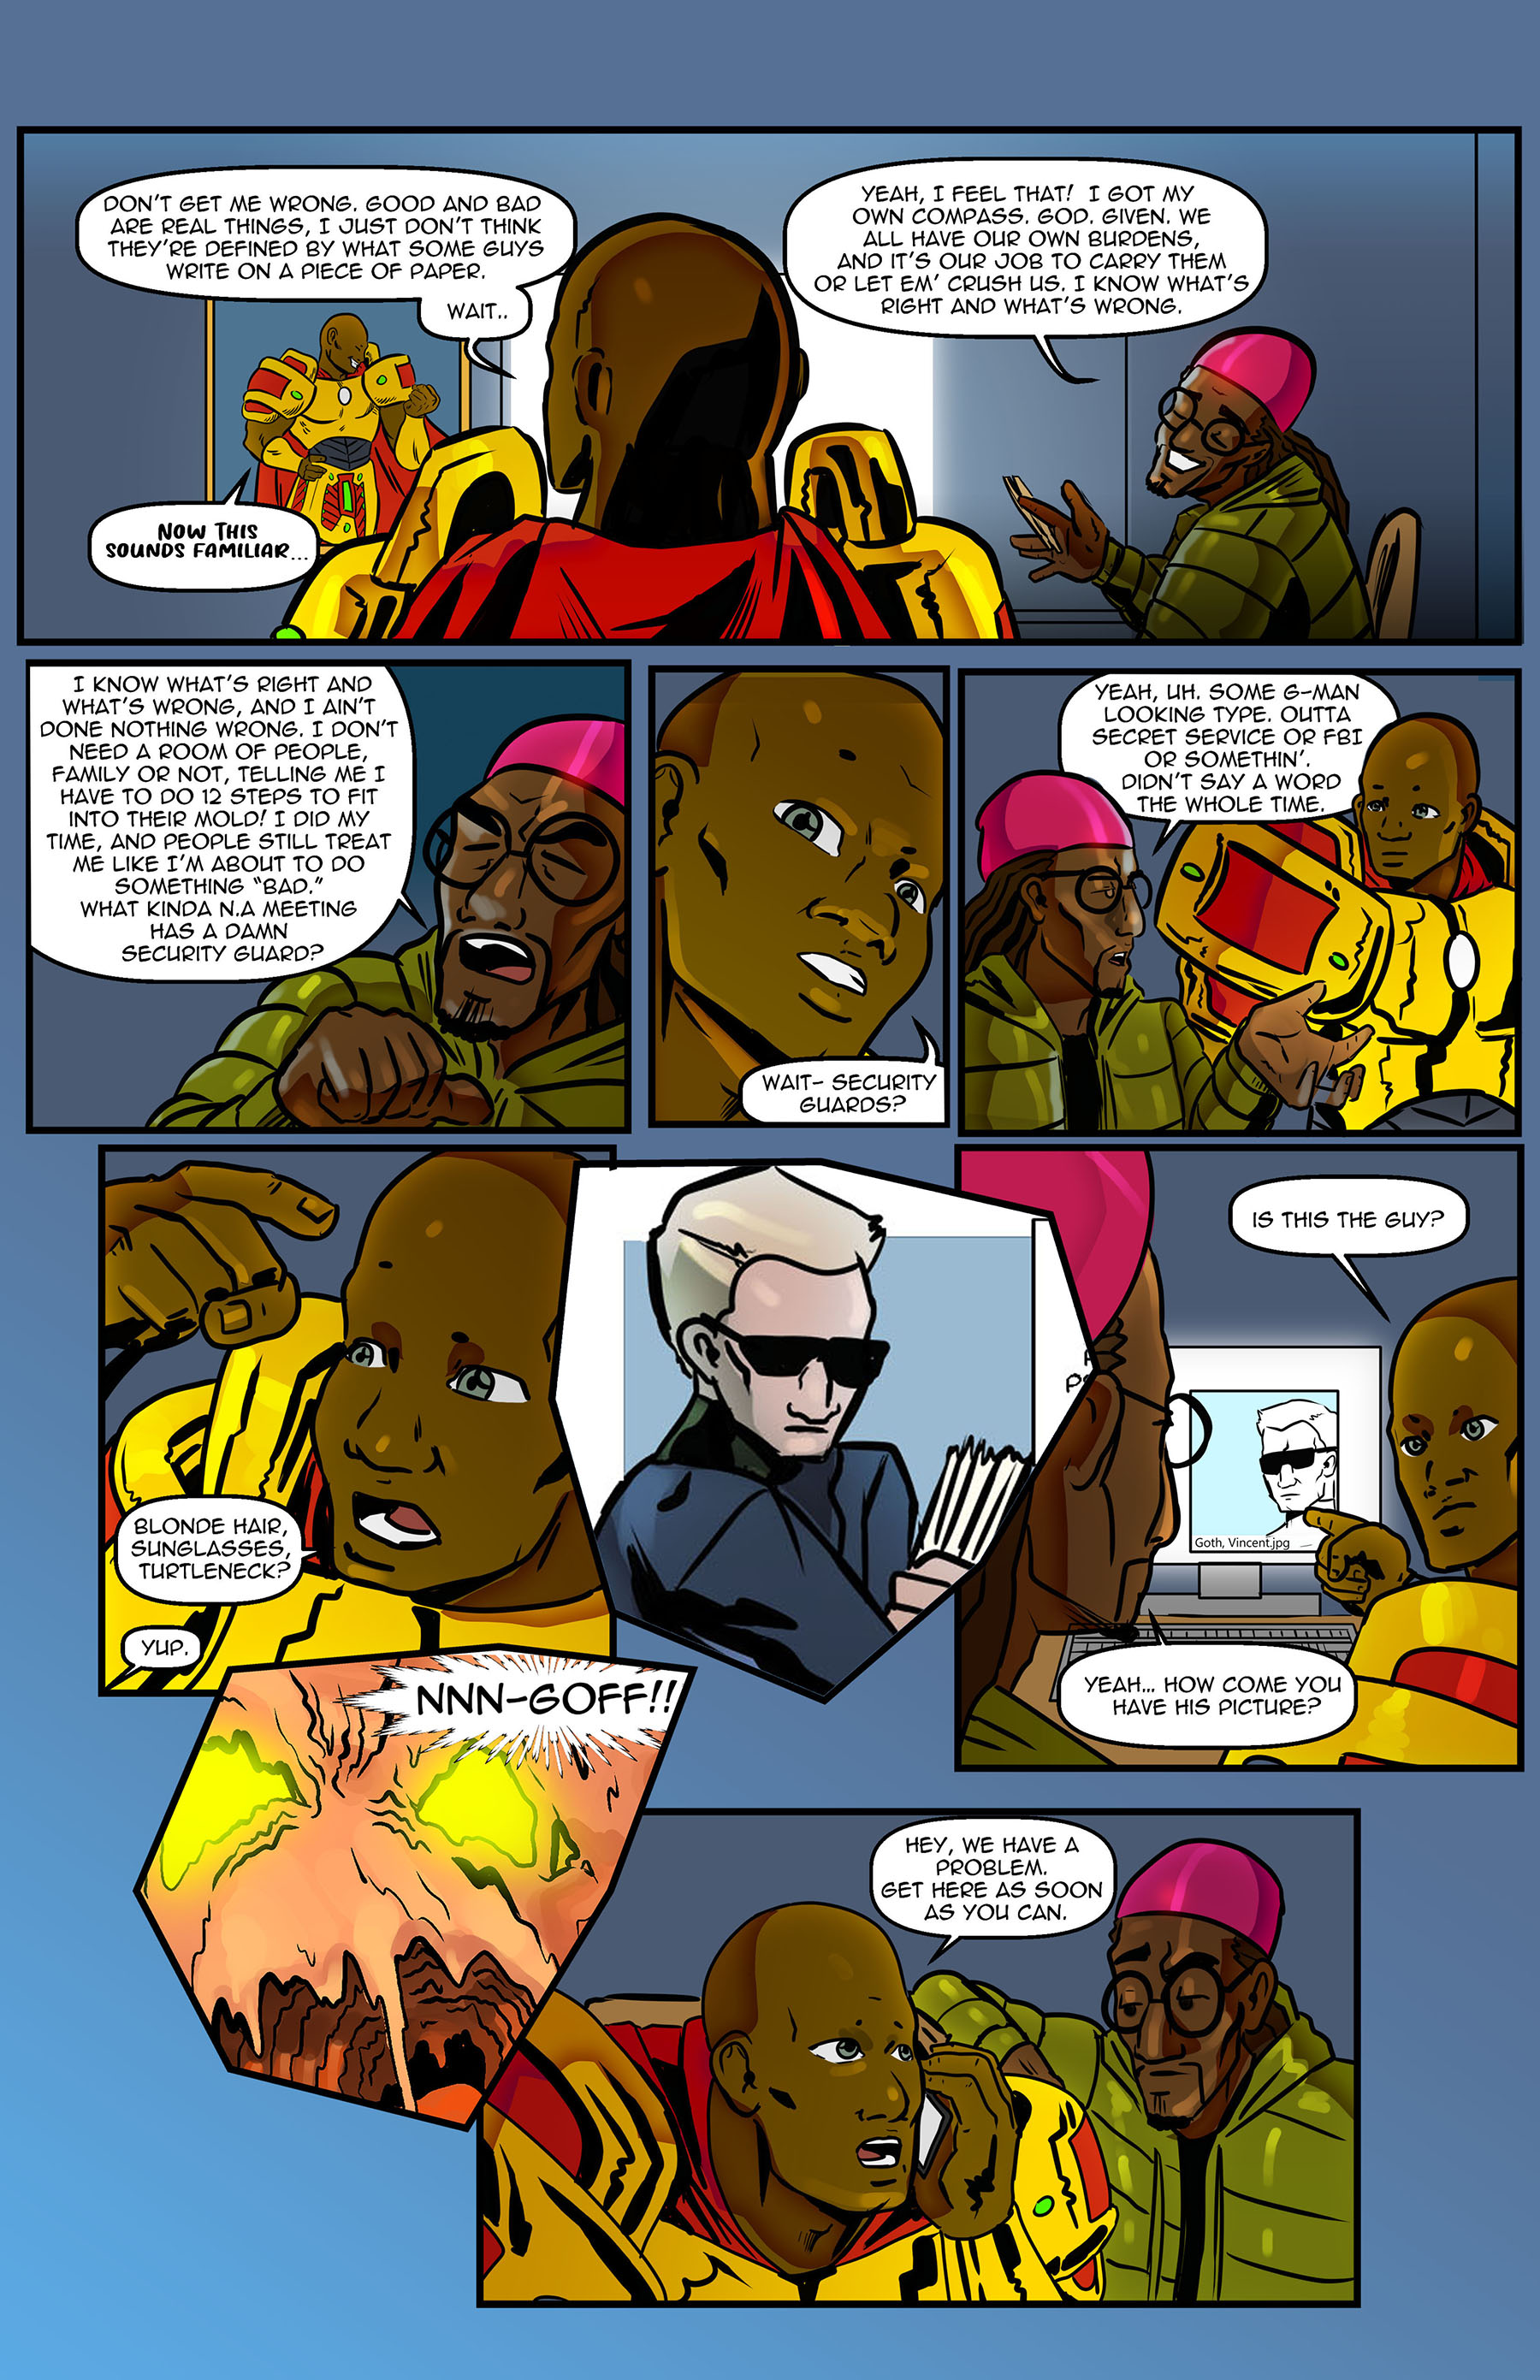 DON'T GET ME WRONG. GOOD AND BAD
ARE REAL THINGS, I JUST DON'T THINK
THEY'RE DEFINED BY WHAT SOME GUYS
WRITE ON A PIECE OF PAPER.
WAIT..
YEAH, I FEEL THAT! I GOT MY
OWN COMPASS. GOD. GIVEN. WE
ALL HAVE OUR OWN BURDENS,
AND IT'S OUR JOB TO CARRY THEM
OR LET EM' CRUSH US. I KNOW WHAT'S
RIGHT AND WHAT'S WRONG.
NOW THIS
SOUNDS FAMILIAR...
I KNOW WHAT'S RIGHT AND
WHAT'S WRONG, AND I AIN'T
DONE NOTHING WRONG. I DON'T
NEED A ROOM OF PEOPLE,
FAMILY OR NOT, TELLING ME I
HAVE TO DO 12 STEPS TO FIT
INTO THEIR MOLD! I DID MY
TIME, AND PEOPLE STILL TREAT
ME LIKE I'M ABOUT TO DO
SOMETHING "BAD."
WHAT KINDA N.A MEETING
HAS A DAMN
SECURITY GUARD?
WAIT- SECURITY
GUARDS?
YEAH, UH. SOME G-MAN
LOOKING TYPE. OUTTA
SECRET SERVICE OR FBI
OR SOMETHIN'.
DIDN'T SAY A WORD
THE WHOLE TIME.
BLONDE HAIR,
SUNGLASSES,
TURTLENECK?
YUP.
IS THIS THE GUY?
Goth, Vincent.jpg
YEAH... HOW COME YOU
HAVE HIS PICTURE?
NNN-GOFF!!
HEY, WE HAVE A
PROBLEM.
GET HERE AS SOON
AS YOU CAN.